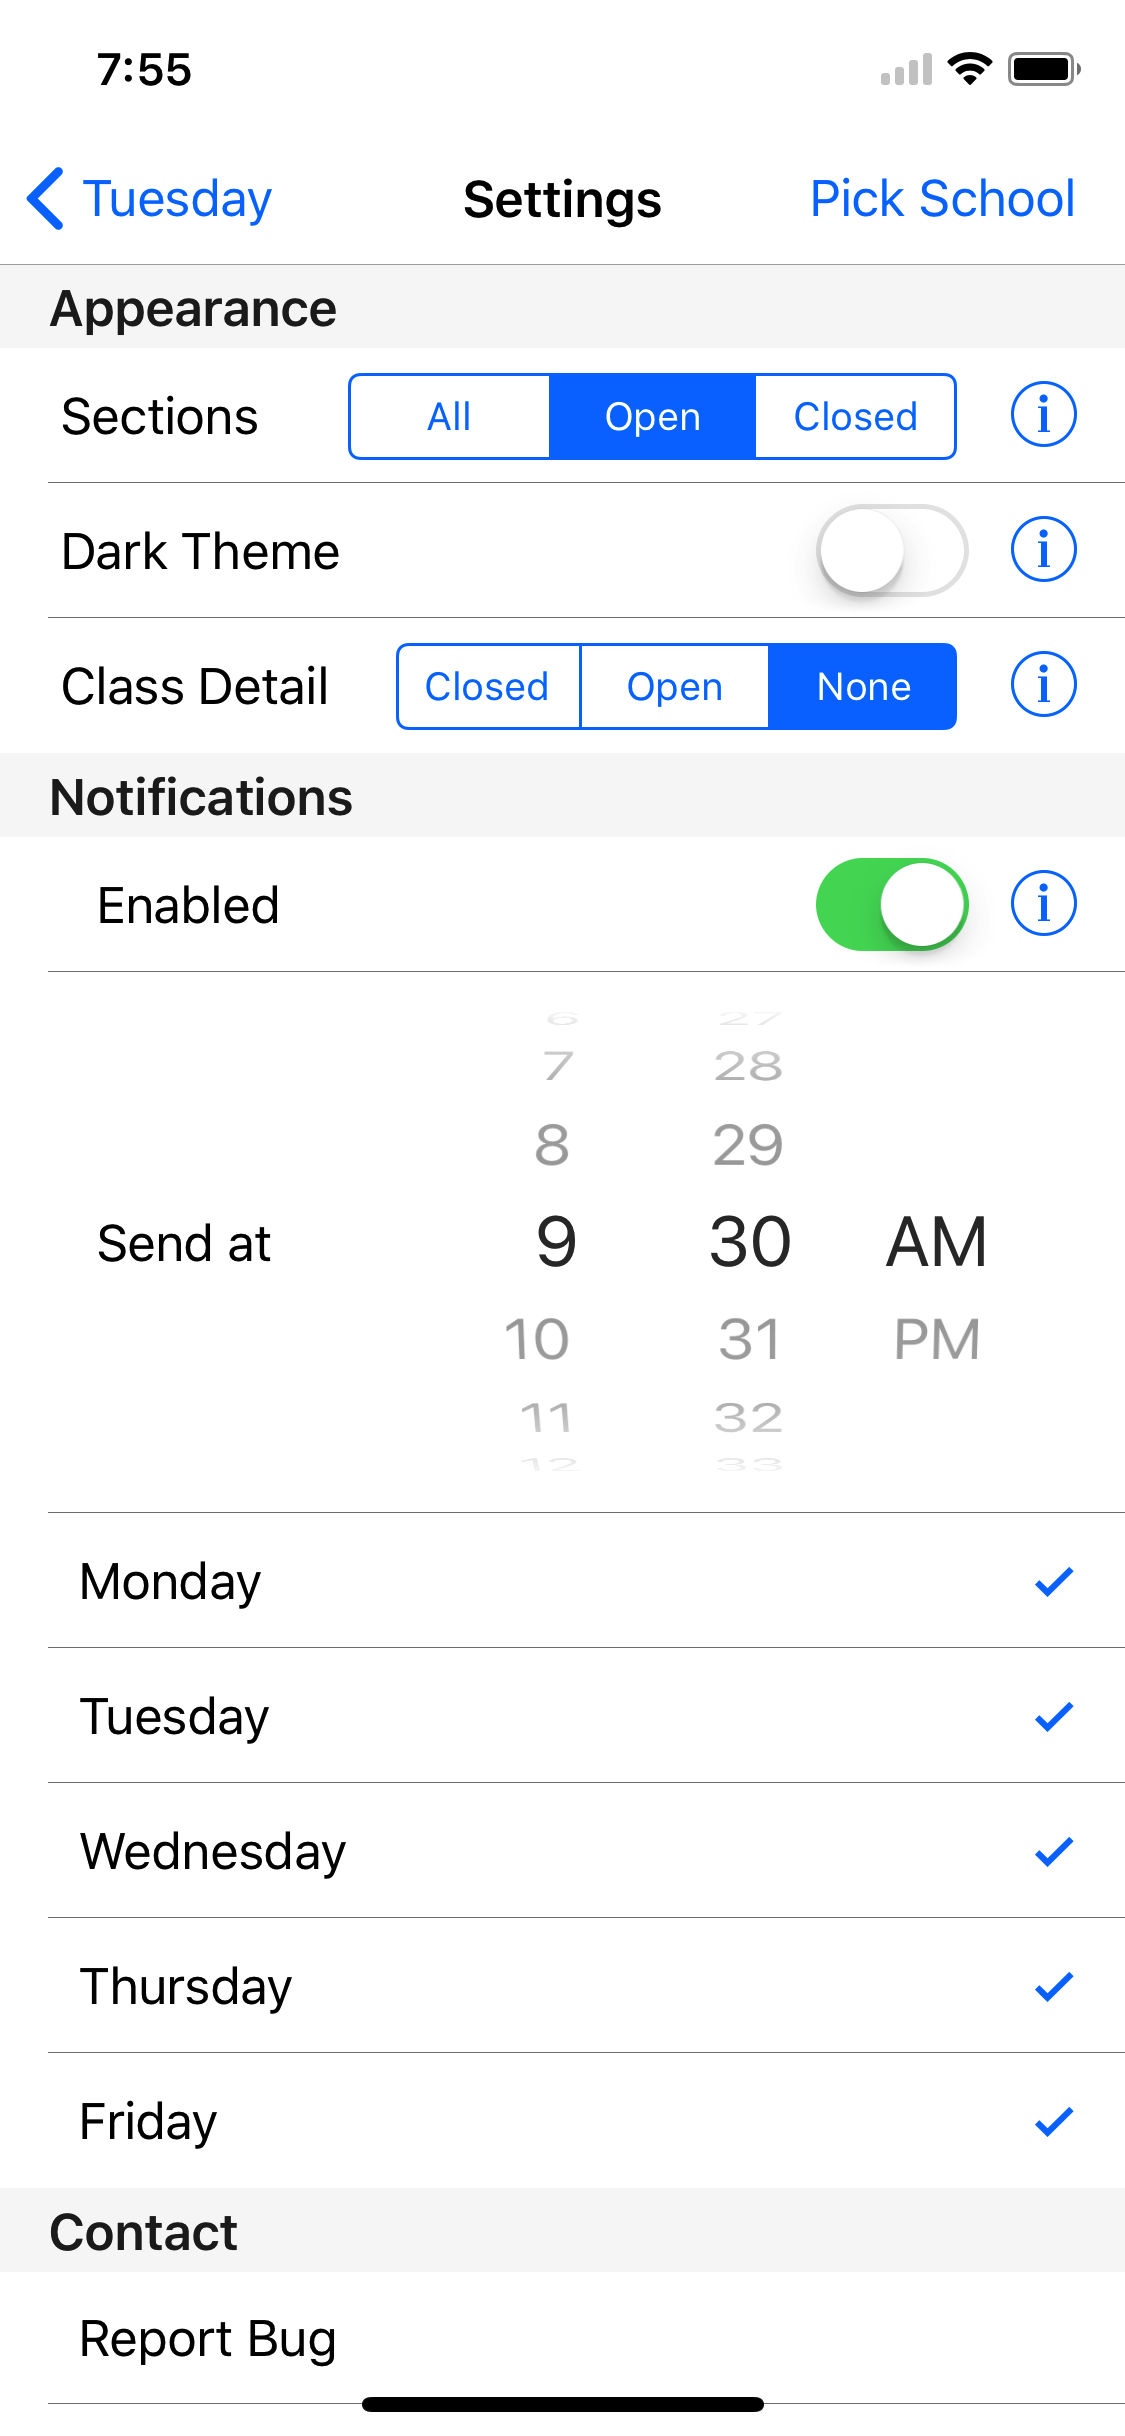 7:55
Tuesday Settings Pick School
Appearance
Sections All Open Closed i
Dark Theme i
Class Detail Closed Open None i
Notifications
Enabled i
6 27
7 28
8 29
Send at 9 30 AM
10 31 PM
11 32
12 33
Monday
Tuesday
Wednesday
Thursday
Friday
Contact
Report Bug